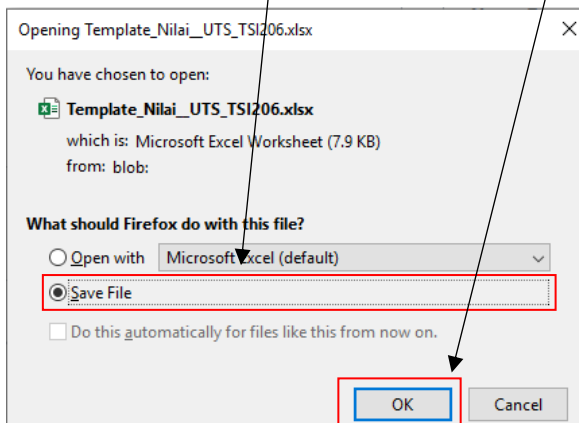 Opening Template_Nilai__UTS_TSI206.xlsx
You have chosen to open:
Template_Nilai__UTS_TSI206.xlsx
which is: Microsoft Excel Worksheet (7.9 KB)
from: blob:
What should Firefox do with this file?
Open with Microsoft Excel (default)
Save File
Do this automatically for files like this from now on.
OK Cancel